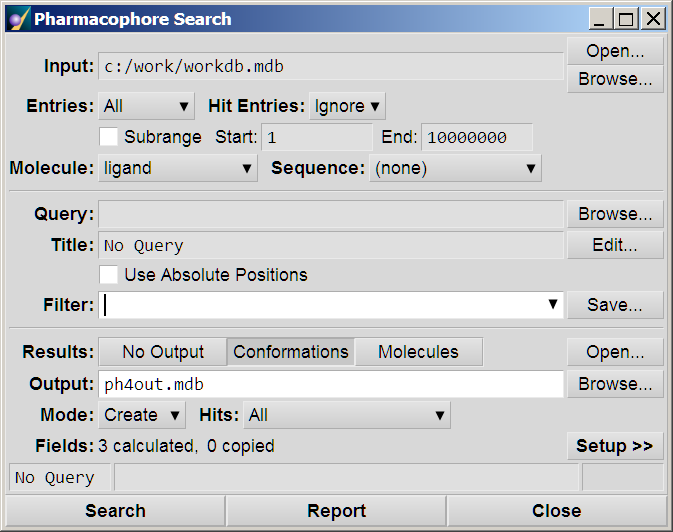 Pharmacophore Search
Open...
Input: c:/work/workdb.mdb
Browse...
Entries: All Hit Entries: Ignore
Subrange Start: 1 End: 10000000
Molecule: ligand Sequence: (none)
Query: Browse...
Title: No Query Edit...
Use Absolute Positions
Filter: Save...
Results: No Output Conformations Molecules Open...
Output: ph4out.mdb Browse...
Mode: Create Hits: All
Fields: 3 calculated, 0 copied Setup >>
No Query
Search Report Close